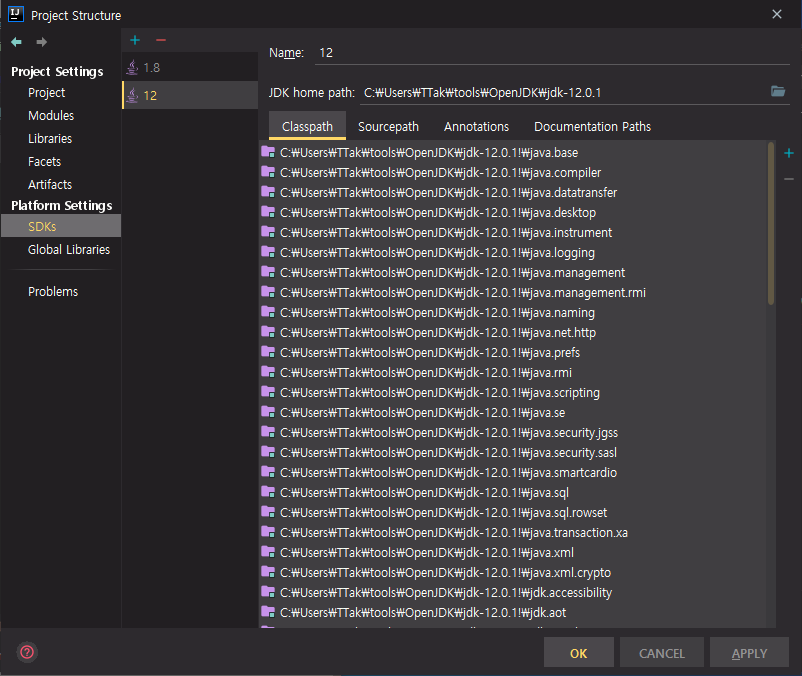 IJ Project Structure
Project Settings
Project
Modules
Libraries
Facets
Artifacts
Platform Settings
SDKs
Global Libraries
Problems
1.8
12
Name: 12
JDK home path: C:₩Users₩TTak₩tools₩OpenJDK₩jdk-12.0.1
Classpath Sourcepath Annotations Documentation Paths
C:₩Users₩TTak₩tools₩OpenJDK₩jdk-12.0.1!₩java.base
C:₩Users₩TTak₩tools₩OpenJDK₩jdk-12.0.1!₩java.compiler
C:₩Users₩TTak₩tools₩OpenJDK₩jdk-12.0.1!₩java.datatransfer
C:₩Users₩TTak₩tools₩OpenJDK₩jdk-12.0.1!₩java.desktop
C:₩Users₩TTak₩tools₩OpenJDK₩jdk-12.0.1!₩java.instrument
C:₩Users₩TTak₩tools₩OpenJDK₩jdk-12.0.1!₩java.logging
C:₩Users₩TTak₩tools₩OpenJDK₩jdk-12.0.1!₩java.management
C:₩Users₩TTak₩tools₩OpenJDK₩jdk-12.0.1!₩java.management.rmi
C:₩Users₩TTak₩tools₩OpenJDK₩jdk-12.0.1!₩java.naming
C:₩Users₩TTak₩tools₩OpenJDK₩jdk-12.0.1!₩java.net.http
C:₩Users₩TTak₩tools₩OpenJDK₩jdk-12.0.1!₩java.prefs
C:₩Users₩TTak₩tools₩OpenJDK₩jdk-12.0.1!₩java.rmi
C:₩Users₩TTak₩tools₩OpenJDK₩jdk-12.0.1!₩java.scripting
C:₩Users₩TTak₩tools₩OpenJDK₩jdk-12.0.1!₩java.se
C:₩Users₩TTak₩tools₩OpenJDK₩jdk-12.0.1!₩java.security.jgss
C:₩Users₩TTak₩tools₩OpenJDK₩jdk-12.0.1!₩java.security.sasl
C:₩Users₩TTak₩tools₩OpenJDK₩jdk-12.0.1!₩java.smartcardio
C:₩Users₩TTak₩tools₩OpenJDK₩jdk-12.0.1!₩java.sql
C:₩Users₩TTak₩tools₩OpenJDK₩jdk-12.0.1!₩java.sql.rowset
C:₩Users₩TTak₩tools₩OpenJDK₩jdk-12.0.1!₩java.transaction.xa
C:₩Users₩TTak₩tools₩OpenJDK₩jdk-12.0.1!₩java.xml
C:₩Users₩TTak₩tools₩OpenJDK₩jdk-12.0.1!₩java.xml.crypto
C:₩Users₩TTak₩tools₩OpenJDK₩jdk-12.0.1!₩jdk.accessibility
C:₩Users₩TTak₩tools₩OpenJDK₩jdk-12.0.1!₩jdk.aot
? OK CANCEL APPLY